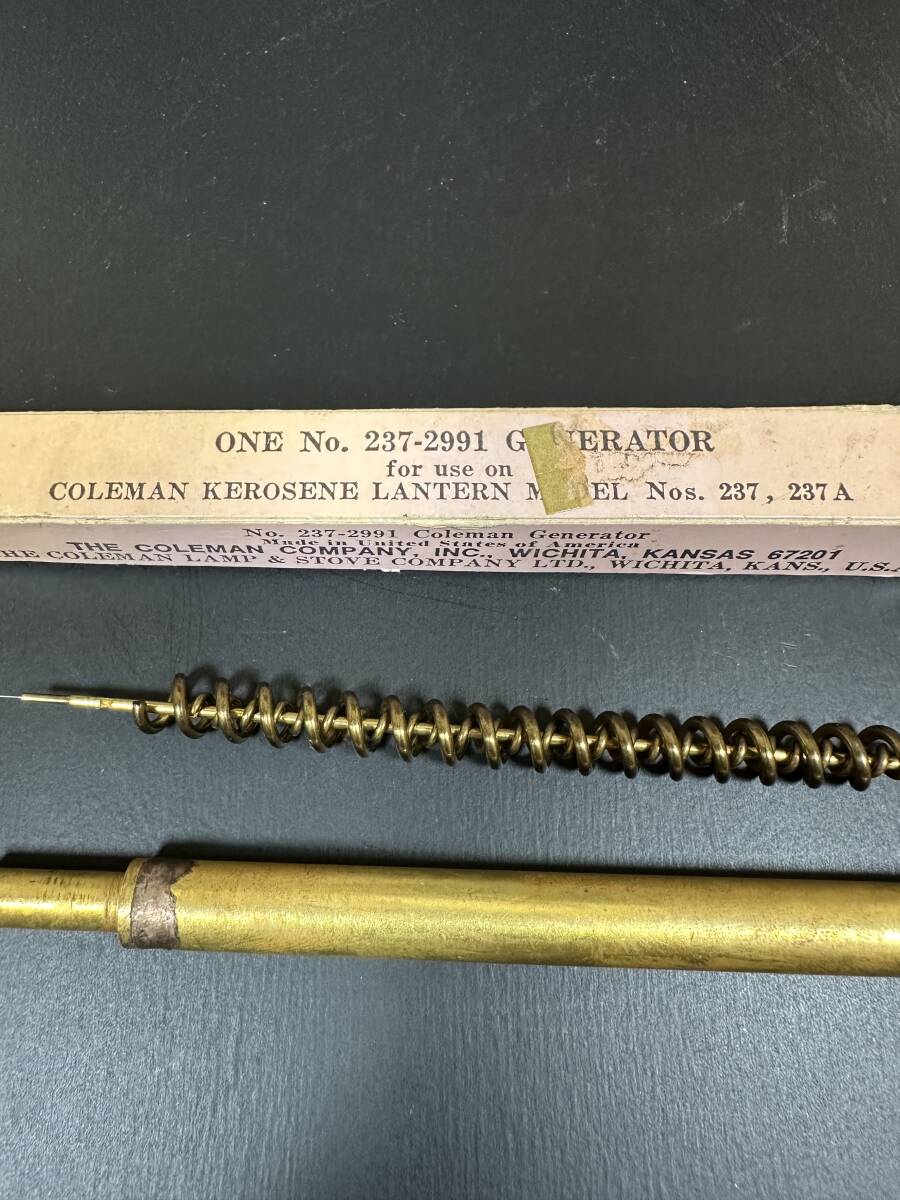 ONE No. 237-2991 G NERATOR
for use on
COLEMAN KEROSENE LANTERN M DEL Nos. 237, 237A
No. 237-2991 Coleman Generator
Made in United States of America
THE COLEMAN COMPANY, INC., WICHITA, KANSAS 67201
HE COLEMAN LAMP & STOVE COMPANY LTD., WICHITA, KANS., U.S.A